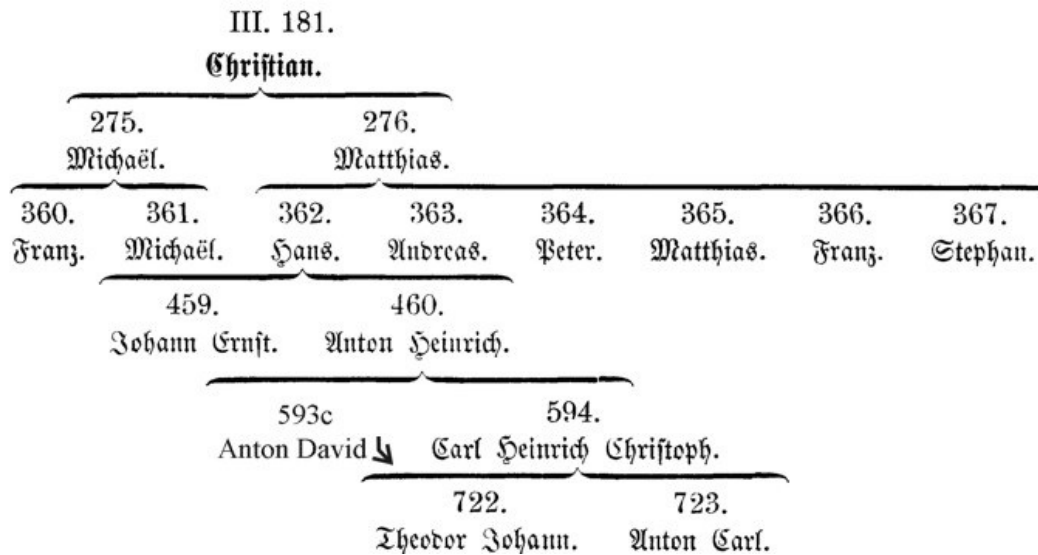 III. 181.
Christian.
275. 276.
Michaël. Matthias.
360. 361. 362. 363. 364. 365. 366. 367.
Franz. Michaël. Hans. Andreas. Peter. Matthias. Franz. Stephan.
459. 460.
Johann Ernst. Anton Heinrich.
593c 594.
Anton David Carl Heinrich Christoph.
722. 723.
Theodor Johann. Anton Carl.